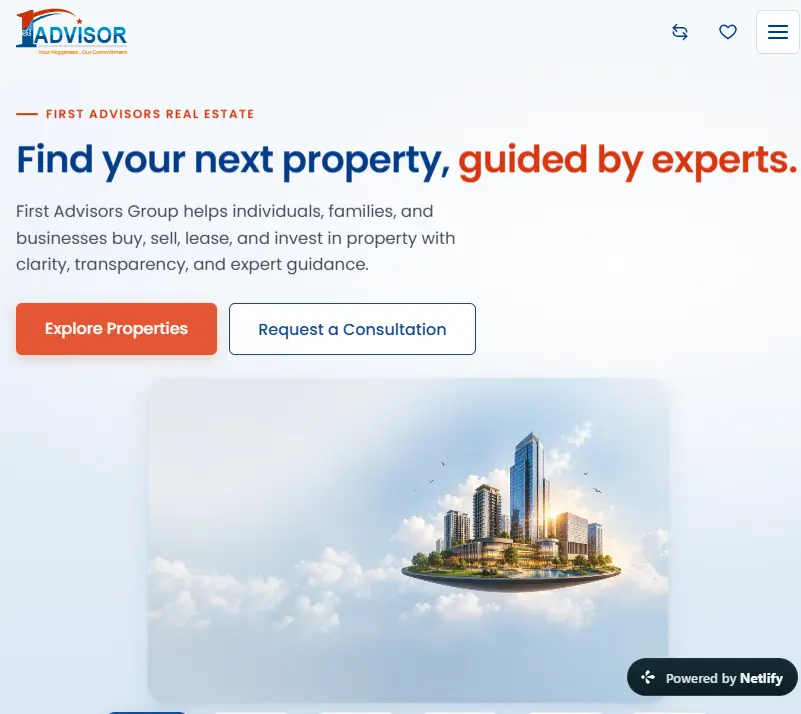 1st ADVISOR
Your Happiness , Our Commitment
FIRST ADVISORS REAL ESTATE
Find your next property, guided by experts.
First Advisors Group helps individuals, families, and
businesses buy, sell, lease, and invest in property with
clarity, transparency, and expert guidance.
Explore Properties
Request a Consultation
Powered by Netlify